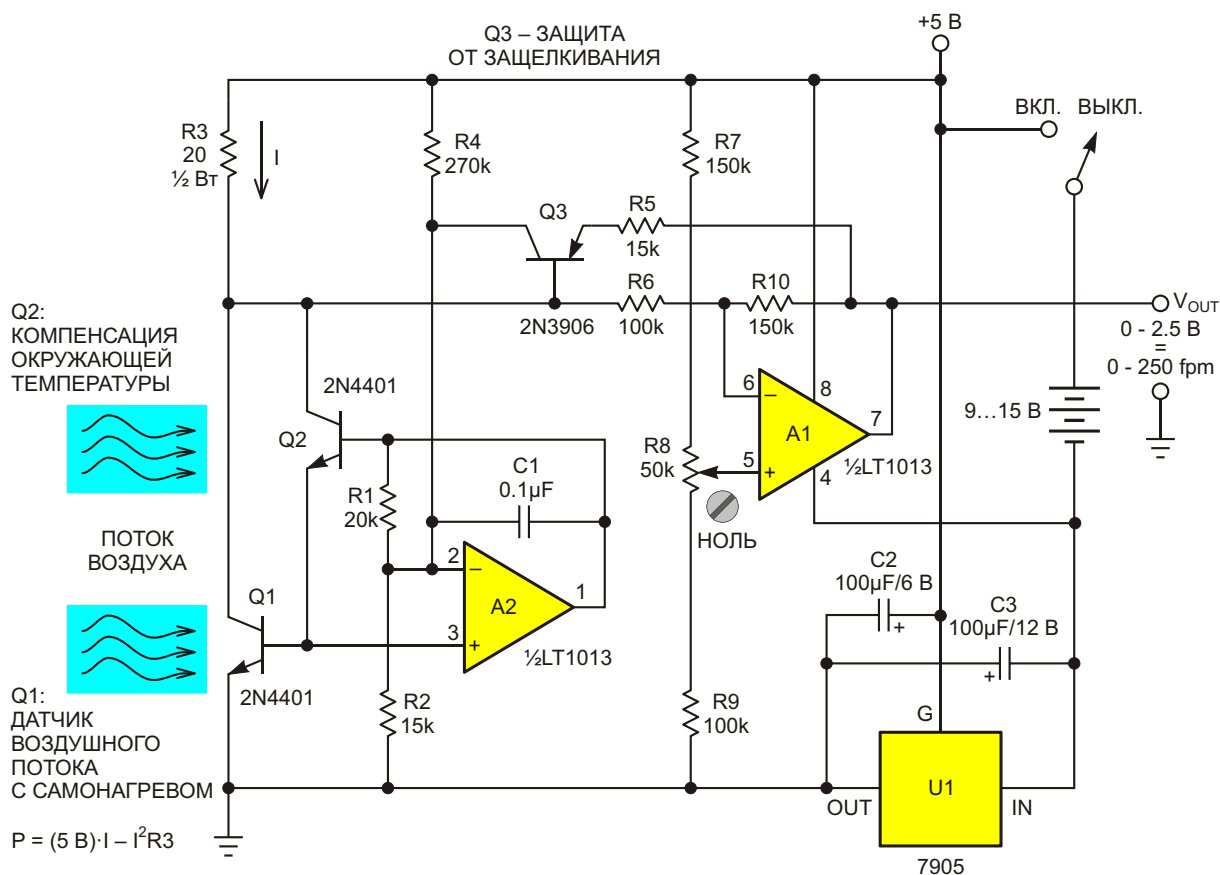 +5 В
Q3 – ЗАЩИТА
ОТ ЗАЩЕЛКИВАНИЯ
ВКЛ.
ВЫКЛ.
R3
20
½ Вт
I
R4
270k
R7
150k
Q3
R5
15k
R6
100k
R10
150k
2N3906
VOUT
0 - 2.5 В
=
0 - 250 fpm
Q2:
КОМПЕНСАЦИЯ
ОКРУЖАЮЩЕЙ
ТЕМПЕРАТУРЫ
2N4401
Q2
6
–
8
A1
7
5
+
4
½LT1013
9...15 В
R8
50k
НОЛЬ
C1
0.1µF
R1
20k
ПОТОК
ВОЗДУХА
2
–
A2
1
3
+
½LT1013
Q1
2N4401
C2
100µF/6 В
+
C3
100µF/12 В
+
Q1:
ДАТЧИК
ВОЗДУШНОГО
ПОТОКА
С САМОНАГРЕВОМ
R2
15k
R9
100k
G
U1
OUT
IN
7905
P = (5 В)·I – I²R3